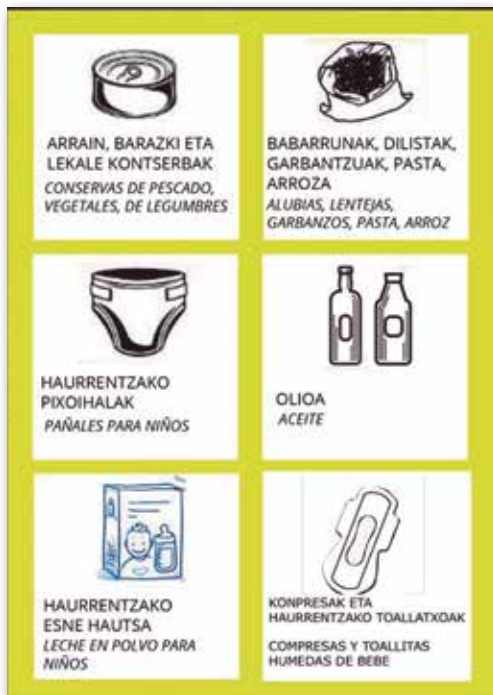 ARRAIN, BARAZKI ETA
LEKALE KONTSERBAK
CONSERVAS DE PESCADO,
VEGETALES, DE LEGUMBRES
BABARRUNAK, DILISTAK,
GARBANTZUAK, PASTA,
ARROZA
ALUBIAS, LENTEJAS,
GARBANZOS, PASTA, ARROZ
HAURRENTZAKO
PIXOIHALAK
PAÑALES PARA NIÑOS
OLIOA
ACEITE
HAURRENTZAKO
ESNE HAUTSA
LECHE EN POLVO PARA
NIÑOS
KONPRESAK ETA
HAURRENTZAKO TOALLATXOAK
COMPRESAS Y TOALLITAS
HUMEDAS DE BEBE